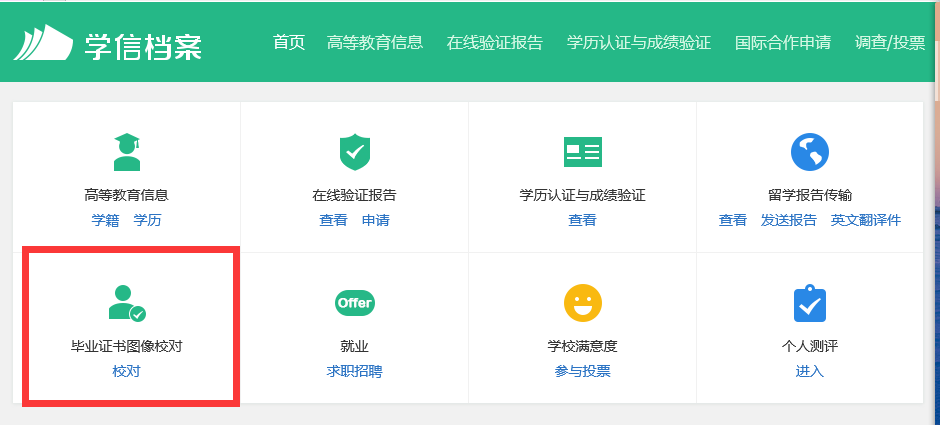 学信档案 首页 高等教育信息 在线验证报告 学历认证与成绩验证 国际合作申请 调查/投票
高等教育信息 在线验证报告 学历认证与成绩验证 留学报告传输
学籍 学历 查看 申请 查看 查看 发送报告 英文翻译件
Offer
毕业证书图像校对 就业 学校满意度 个人测评
校对 求职招聘 参与投票 进入